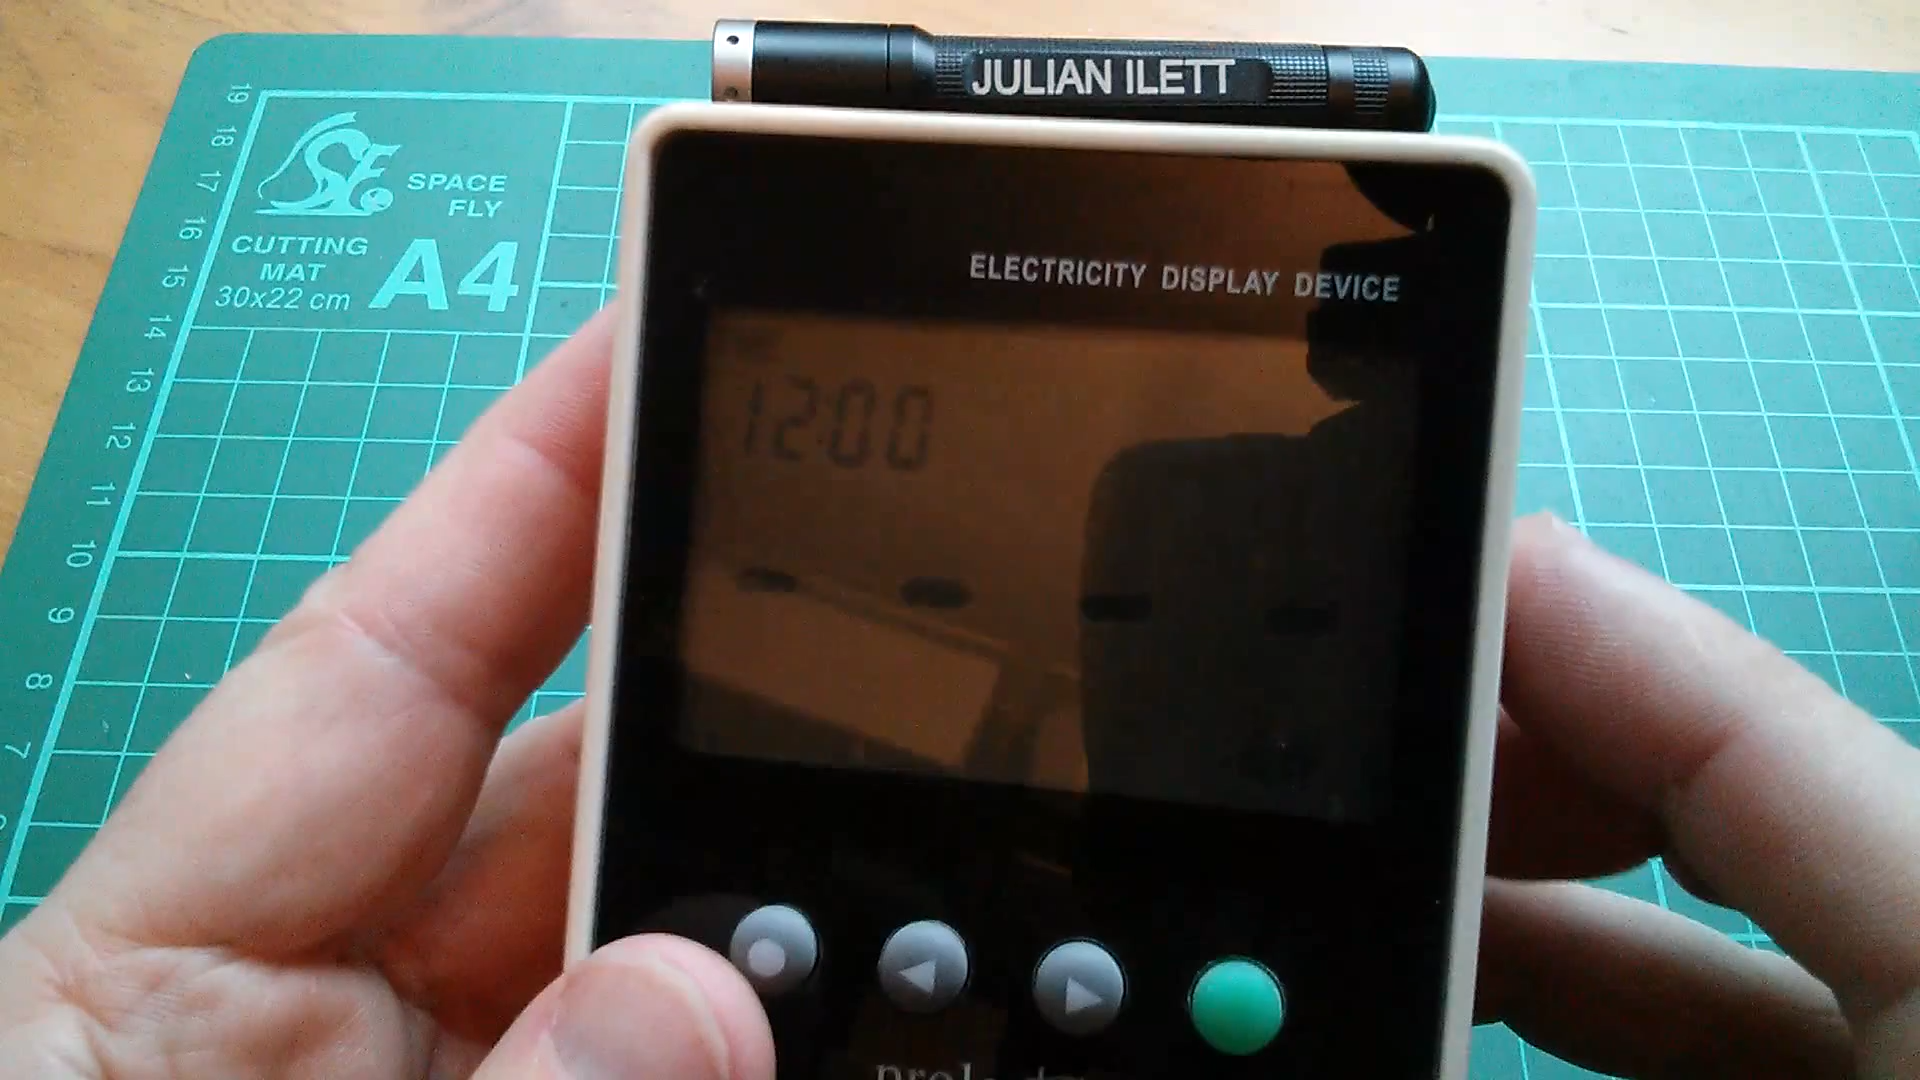 JULIAN ILETT
SPACE
FLY
CUTTING
MAT
A4
30x22 cm
19
18
17
16
15
14
13
12
11
10
9
8
7
ELECTRICITY DISPLAY DEVICE
12:00
- - - -